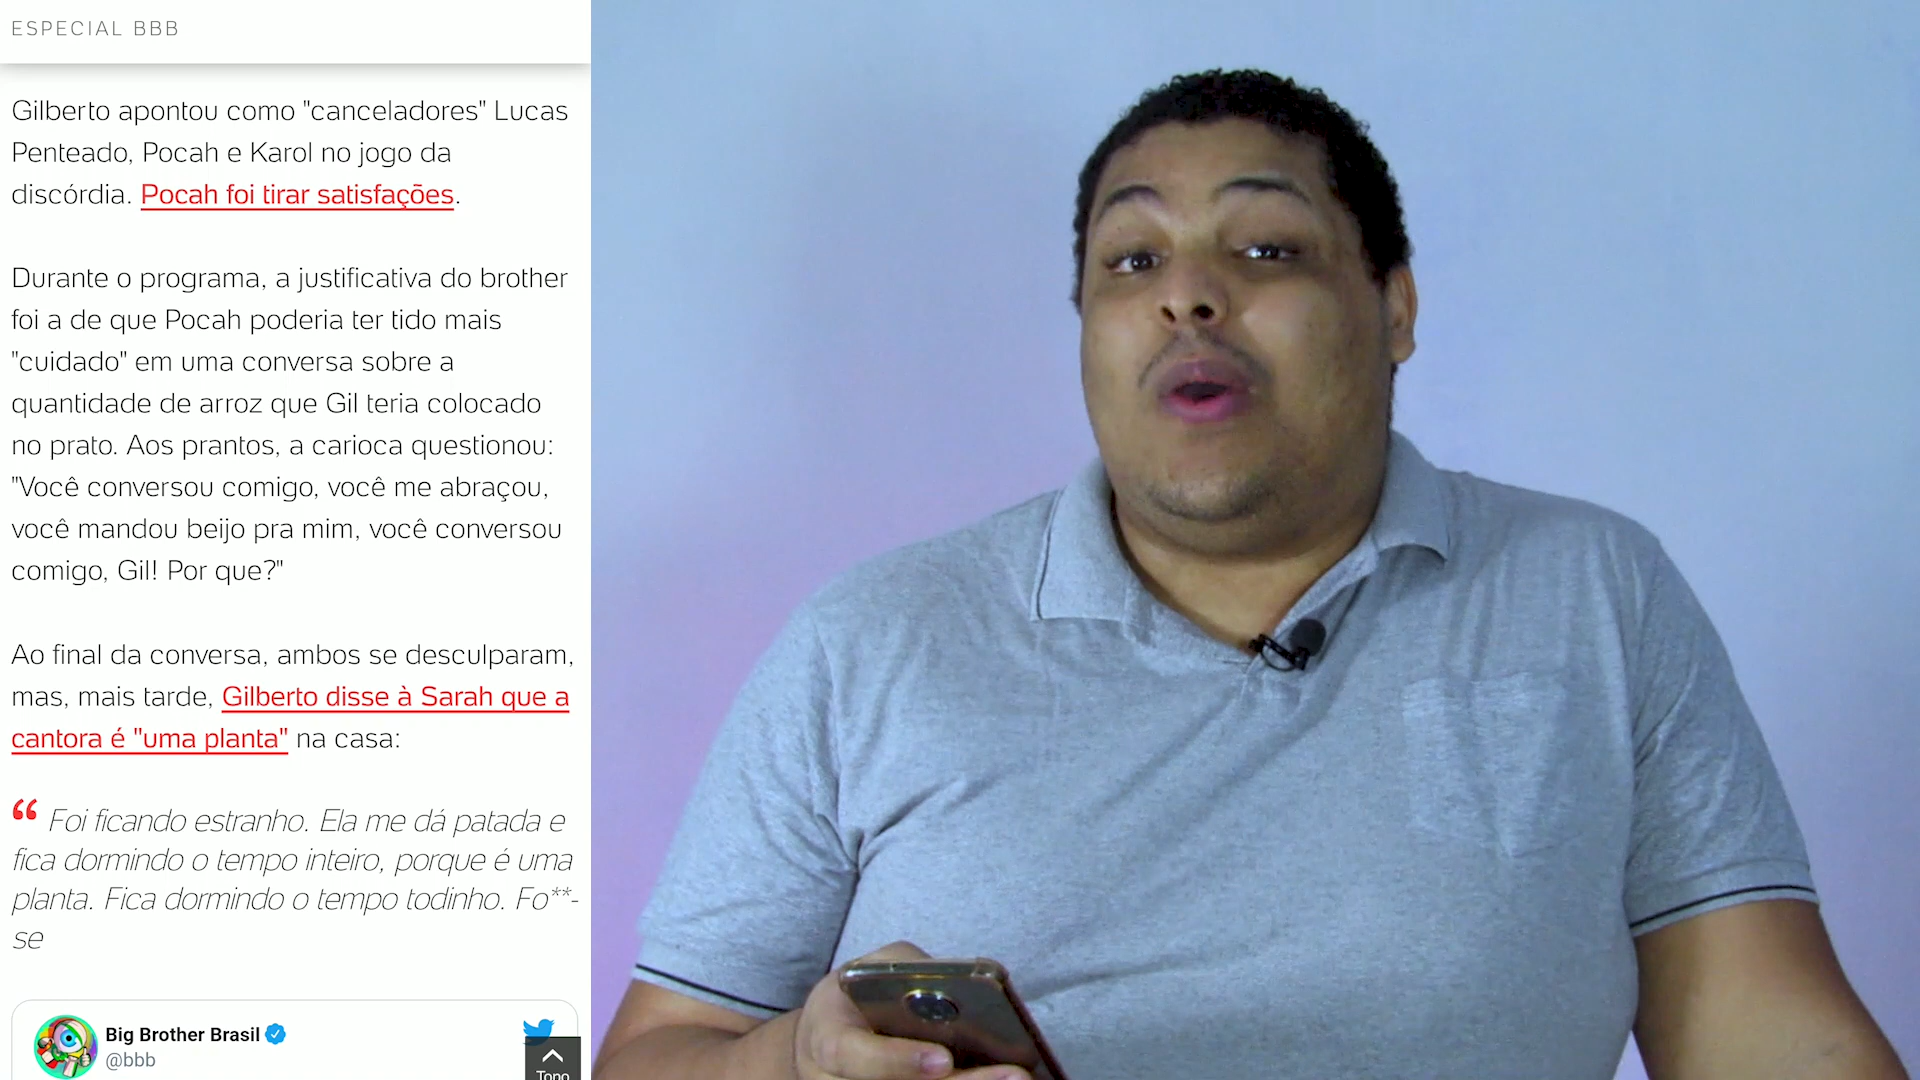 ESPECIAL BBB
Gilberto apontou como "canceladores" Lucas
Penteado, Pocah e Karol no jogo da
discórdia. Pocah foi tirar satisfações.
Durante o programa, a justificativa do brother
foi a de que Pocah poderia ter tido mais
"cuidado" em uma conversa sobre a
quantidade de arroz que Gil teria colocado
no prato. Aos prantos, a carioca questionou:
"Você conversou comigo, você me abraçou,
você mandou beijo pra mim, você conversou
comigo, Gil! Por que?"
Ao final da conversa, ambos se desculparam,
mas, mais tarde, Gilberto disse à Sarah que a
cantora é "uma planta" na casa:
“ Foi ficando estranho. Ela me dá patada e
fica dormindo o tempo inteiro, porque é uma
planta. Fica dormindo o tempo todinho. Fo**-
se
Big Brother Brasil
@bbb
Topo